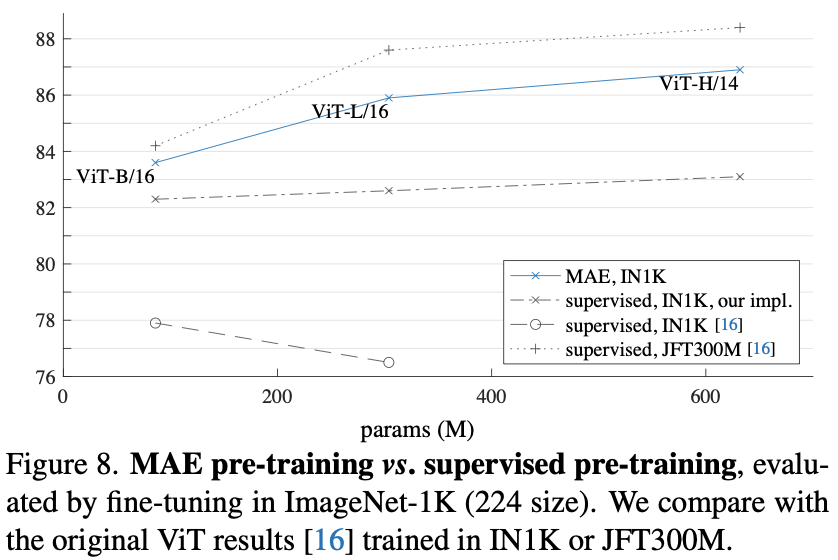 88
86
84
82
80
78
76
ViT-B/16
ViT-L/16
ViT-H/14
MAE, IN1K
supervised, IN1K, our impl.
supervised, IN1K [16]
supervised, JFT300M [16]
0 200 400 600
params (M)
Figure 8. MAE pre-training vs. supervised pre-training, evalu-
ated by fine-tuning in ImageNet-1K (224 size). We compare with
the original ViT results [16] trained in IN1K or JFT300M.